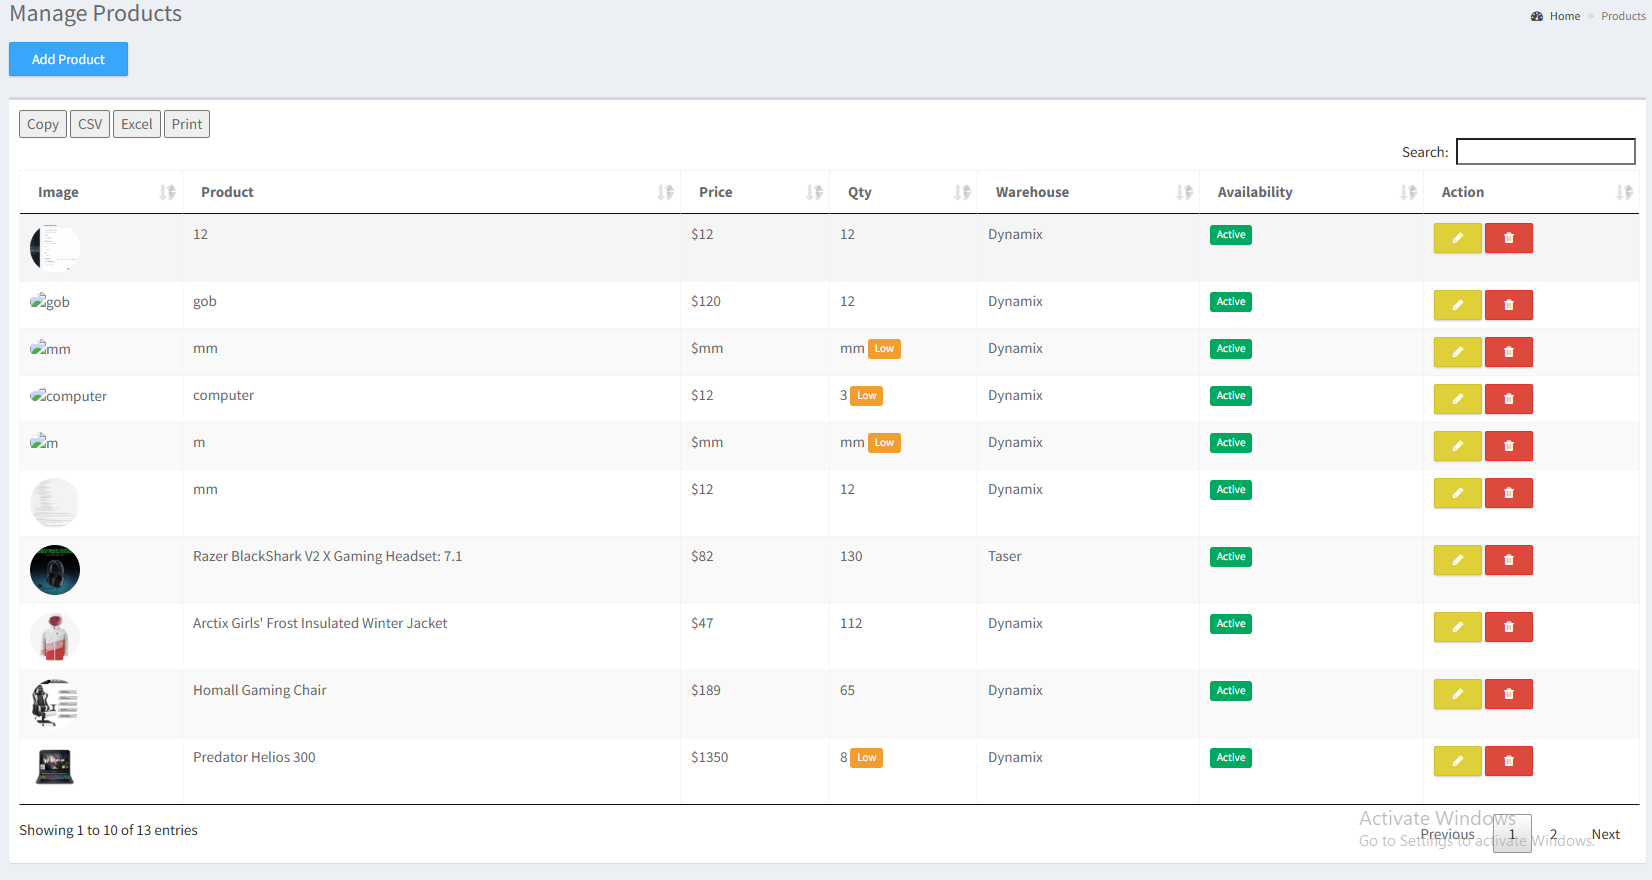 Manage Products
Home > Products
Add Product
Copy CSV Excel Print
Search:
Image Product Price Qty Warehouse Availability Action
12 $12 12 Dynamix Active
gob gob $120 12 Dynamix Active
mm mm $mm mm Low Dynamix Active
computer computer $12 3 Low Dynamix Active
m m $mm mm Low Dynamix Active
mm $12 12 Dynamix Active
Razer BlackShark V2 X Gaming Headset: 7.1 $82 130 Taser Active
Arctix Girls' Frost Insulated Winter Jacket $47 112 Dynamix Active
Homall Gaming Chair $189 65 Dynamix Active
Predator Helios 300 $1350 8 Low Dynamix Active
Showing 1 to 10 of 13 entries
Previous 1 2 Next
Activate Windows
Go to Settings to activate Windows.